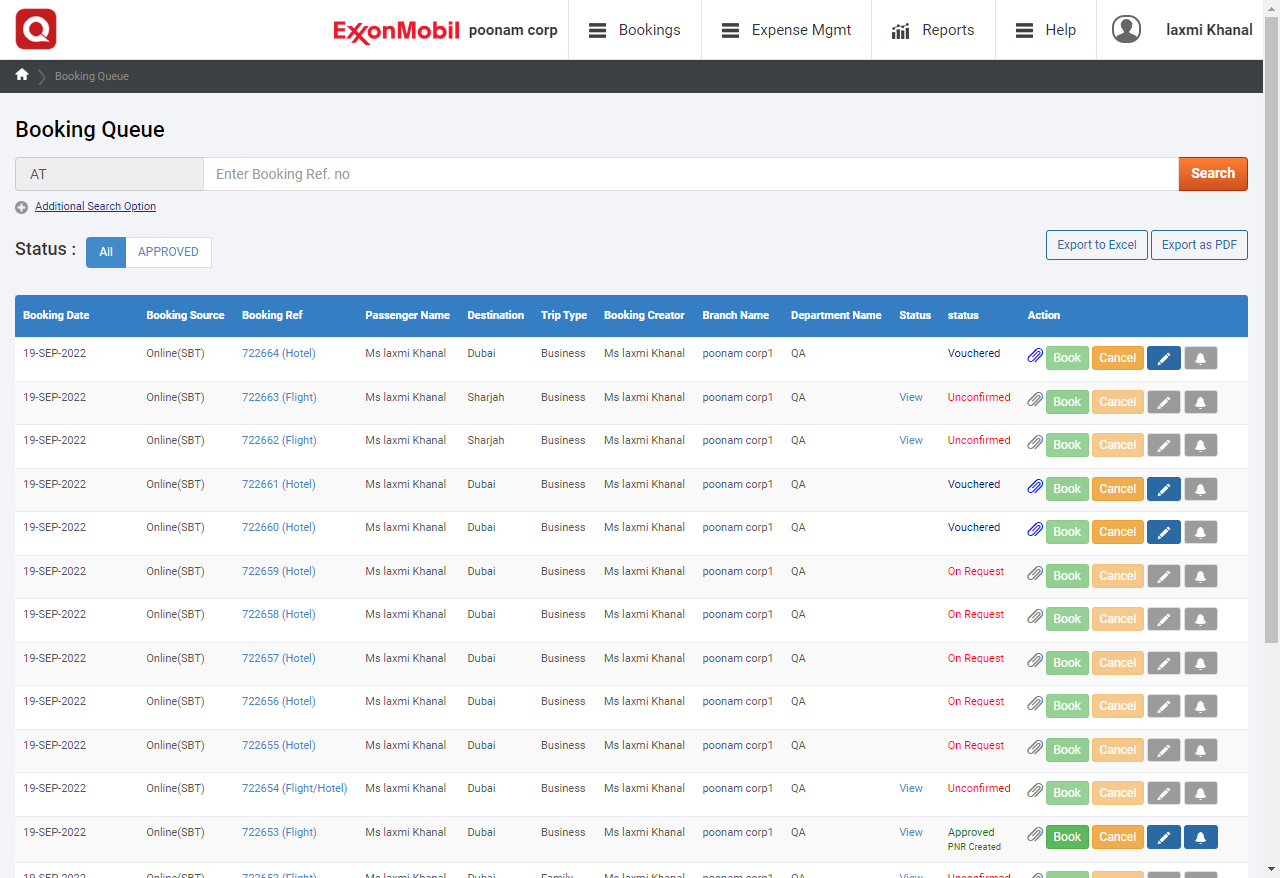 Q
ExxonMobil poonam corp Bookings Expense Mgmt Reports Help laxmi Khanal
Booking Queue
Booking Queue
AT Enter Booking Ref. no Search
Additional Search Option
Status : All APPROVED Export to Excel Export as PDF
Booking Date Booking Source Booking Ref Passenger Name Destination Trip Type Booking Creator Branch Name Department Name Status status Action
19-SEP-2022 Online(SBT) 722664 (Hotel) Ms laxmi Khanal Dubai Business Ms laxmi Khanal poonam corp1 QA Vouchered Book Cancel
19-SEP-2022 Online(SBT) 722663 (Flight) Ms laxmi Khanal Sharjah Business Ms laxmi Khanal poonam corp1 QA View Unconfirmed Book Cancel
19-SEP-2022 Online(SBT) 722662 (Flight) Ms laxmi Khanal Sharjah Business Ms laxmi Khanal poonam corp1 QA View Unconfirmed Book Cancel
19-SEP-2022 Online(SBT) 722661 (Hotel) Ms laxmi Khanal Dubai Business Ms laxmi Khanal poonam corp1 QA Vouchered Book Cancel
19-SEP-2022 Online(SBT) 722660 (Hotel) Ms laxmi Khanal Dubai Business Ms laxmi Khanal poonam corp1 QA Vouchered Book Cancel
19-SEP-2022 Online(SBT) 722659 (Hotel) Ms laxmi Khanal Dubai Business Ms laxmi Khanal poonam corp1 QA On Request Book Cancel
19-SEP-2022 Online(SBT) 722658 (Hotel) Ms laxmi Khanal Dubai Business Ms laxmi Khanal poonam corp1 QA On Request Book Cancel
19-SEP-2022 Online(SBT) 722657 (Hotel) Ms laxmi Khanal Dubai Business Ms laxmi Khanal poonam corp1 QA On Request Book Cancel
19-SEP-2022 Online(SBT) 722656 (Hotel) Ms laxmi Khanal Dubai Business Ms laxmi Khanal poonam corp1 QA On Request Book Cancel
19-SEP-2022 Online(SBT) 722655 (Hotel) Ms laxmi Khanal Dubai Business Ms laxmi Khanal poonam corp1 QA On Request Book Cancel
19-SEP-2022 Online(SBT) 722654 (Flight/Hotel) Ms laxmi Khanal Dubai Business Ms laxmi Khanal poonam corp1 QA View Unconfirmed Book Cancel
19-SEP-2022 Online(SBT) 722653 (Flight) Ms laxmi Khanal Dubai Business Ms laxmi Khanal poonam corp1 QA View Approved Book Cancel
PNR Created
19-SEP-2022 Online(SBT) 722652 (Flight) Ms laxmi Khanal Dubai Family Ms laxmi Khanal poonam corp1 QA View Unconfirmed